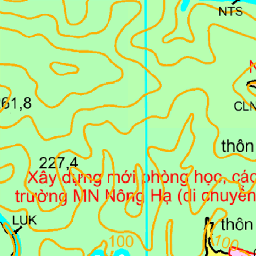 NTS
N
61,8
CLN
thôn
227,4
Xây dựng mới phòng học, các
trường MN Nông Hạ (di chuyển
LUK
thôn
100
100